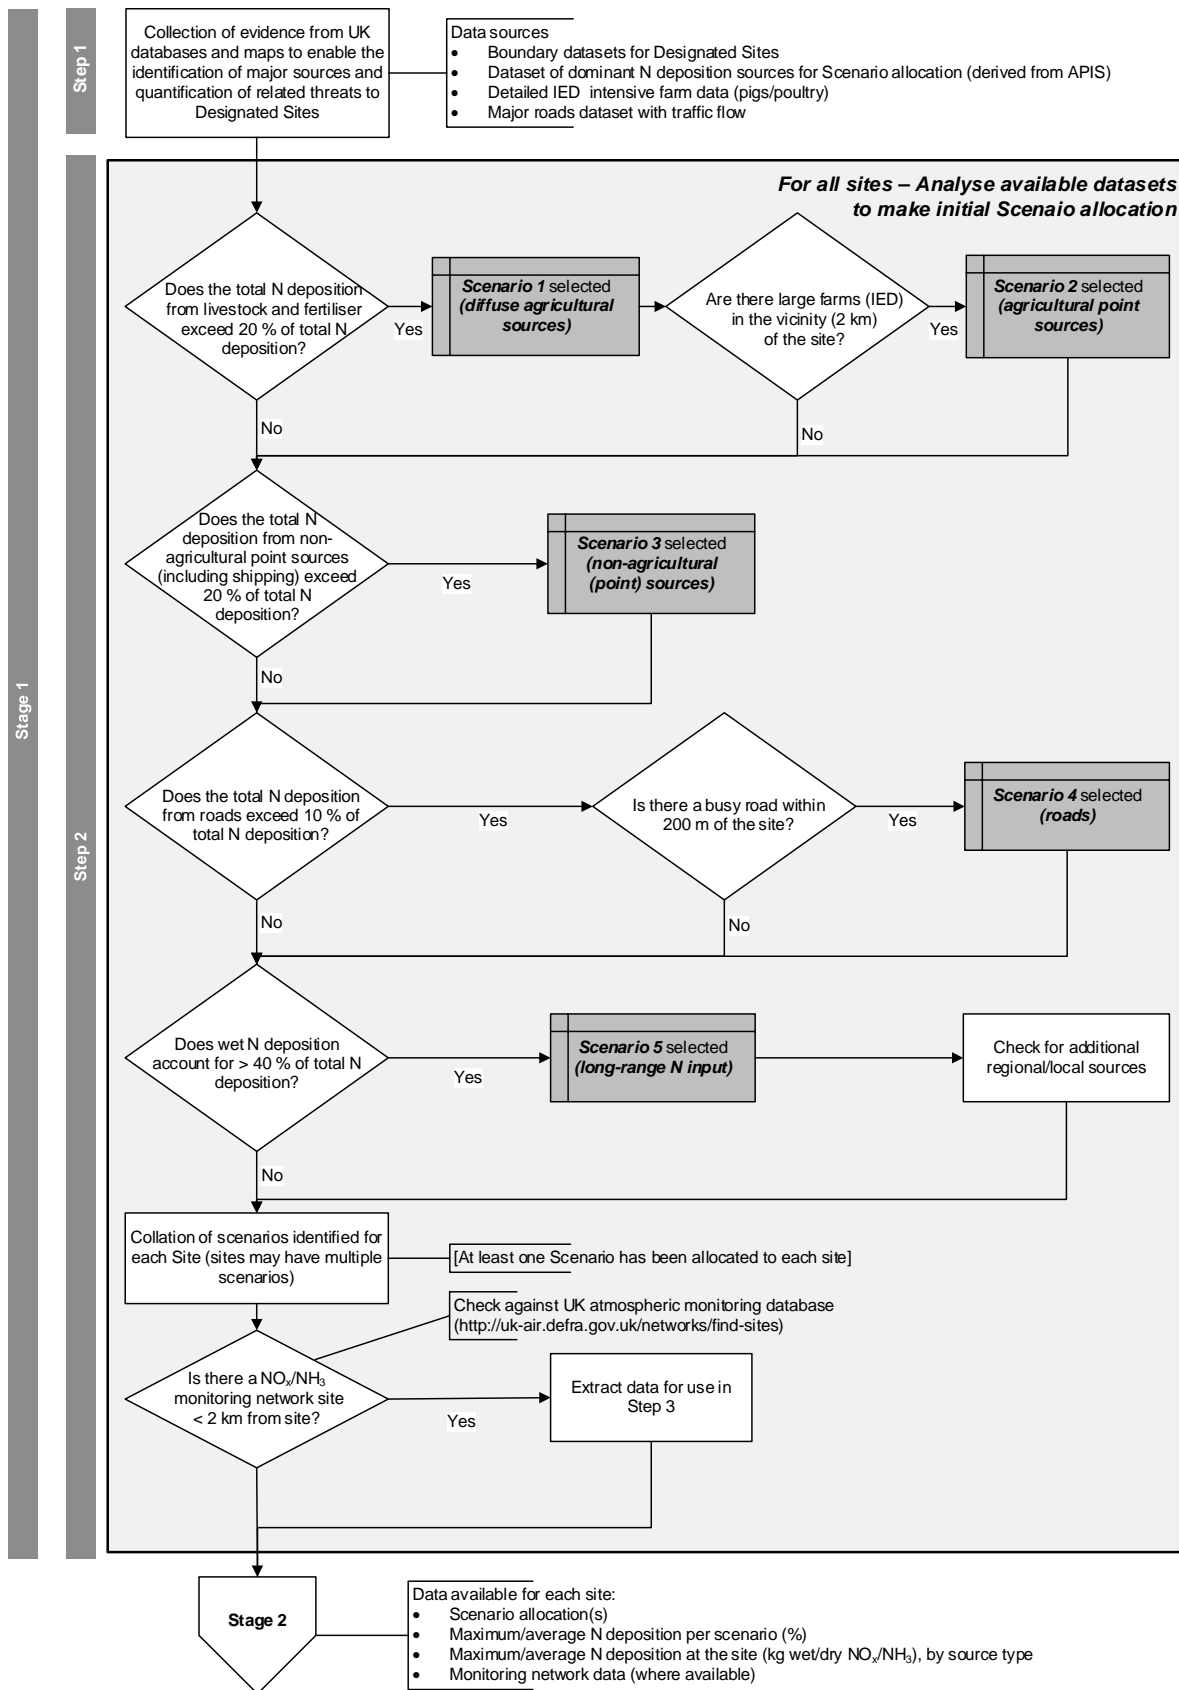 Stage 1
Step 1
Collection of evidence from UK
databases and maps to enable the
identification of major sources and
quantification of related threats to
Designated Sites
Data sources
• Boundary datasets for Designated Sites
• Dataset of dominant N deposition sources for Scenario allocation (derived from APIS)
• Detailed IED intensive farm data (pigs/poultry)
• Major roads dataset with traffic flow
Step 2
For all sites – Analyse available datasets
to make initial Scenaio allocation
Does the total N deposition
from livestock and fertiliser
exceed 20 % of total N
deposition?
Yes
Scenario 1 selected
(diffuse agricultural
sources)
Are there large farms (IED)
in the vicinity (2 km)
of the site?
Yes
Scenario 2 selected
(agricultural point
sources)
No
No
Does the total N
deposition from non-
agricultural point sources
(including shipping) exceed
20 % of total N
deposition?
Yes
Scenario 3 selected
(non-agricultural
(point) sources)
No
Does the total N deposition
from roads exceed 10 % of
total N deposition?
Yes
Is there a busy road within
200 m of the site?
Yes
Scenario 4 selected
(roads)
No
No
Does wet N deposition
account for > 40 % of total N
deposition?
Yes
Scenario 5 selected
(long-range N input)
Check for additional
regional/local sources
No
Collation of scenarios identified for
each Site (sites may have multiple
scenarios)
[At least one Scenario has been allocated to each site]
Check against UK atmospheric monitoring database
(http://uk-air.defra.gov.uk/networks/find-sites)
Is there a NOx/NH3
monitoring network site
< 2 km from site?
Yes
Extract data for use in
Step 3
Stage 2
Data available for each site:
• Scenario allocation(s)
• Maximum/average N deposition per scenario (%)
• Maximum/average N deposition at the site (kg wet/dry NOx/NH3), by source type
• Monitoring network data (where available)